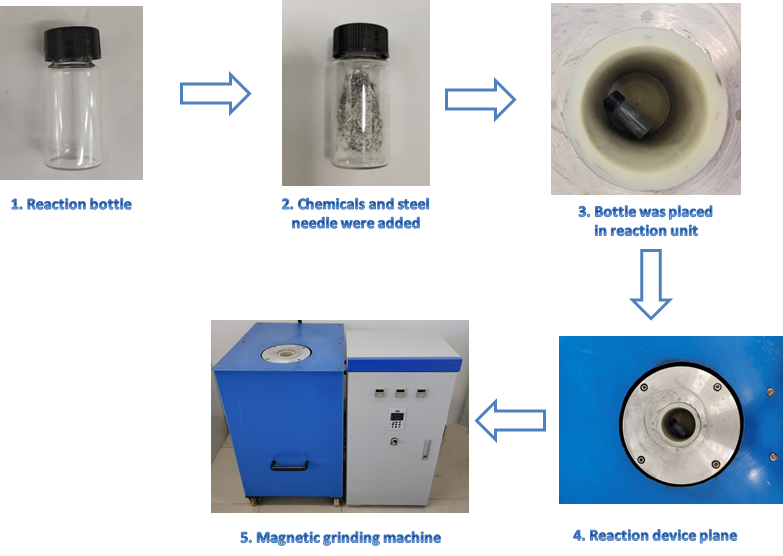 1. Reaction bottle
2. Chemicals and steel
needle were added
3. Bottle was placed
in reaction unit
4. Reaction device plane
5. Magnetic grinding machine